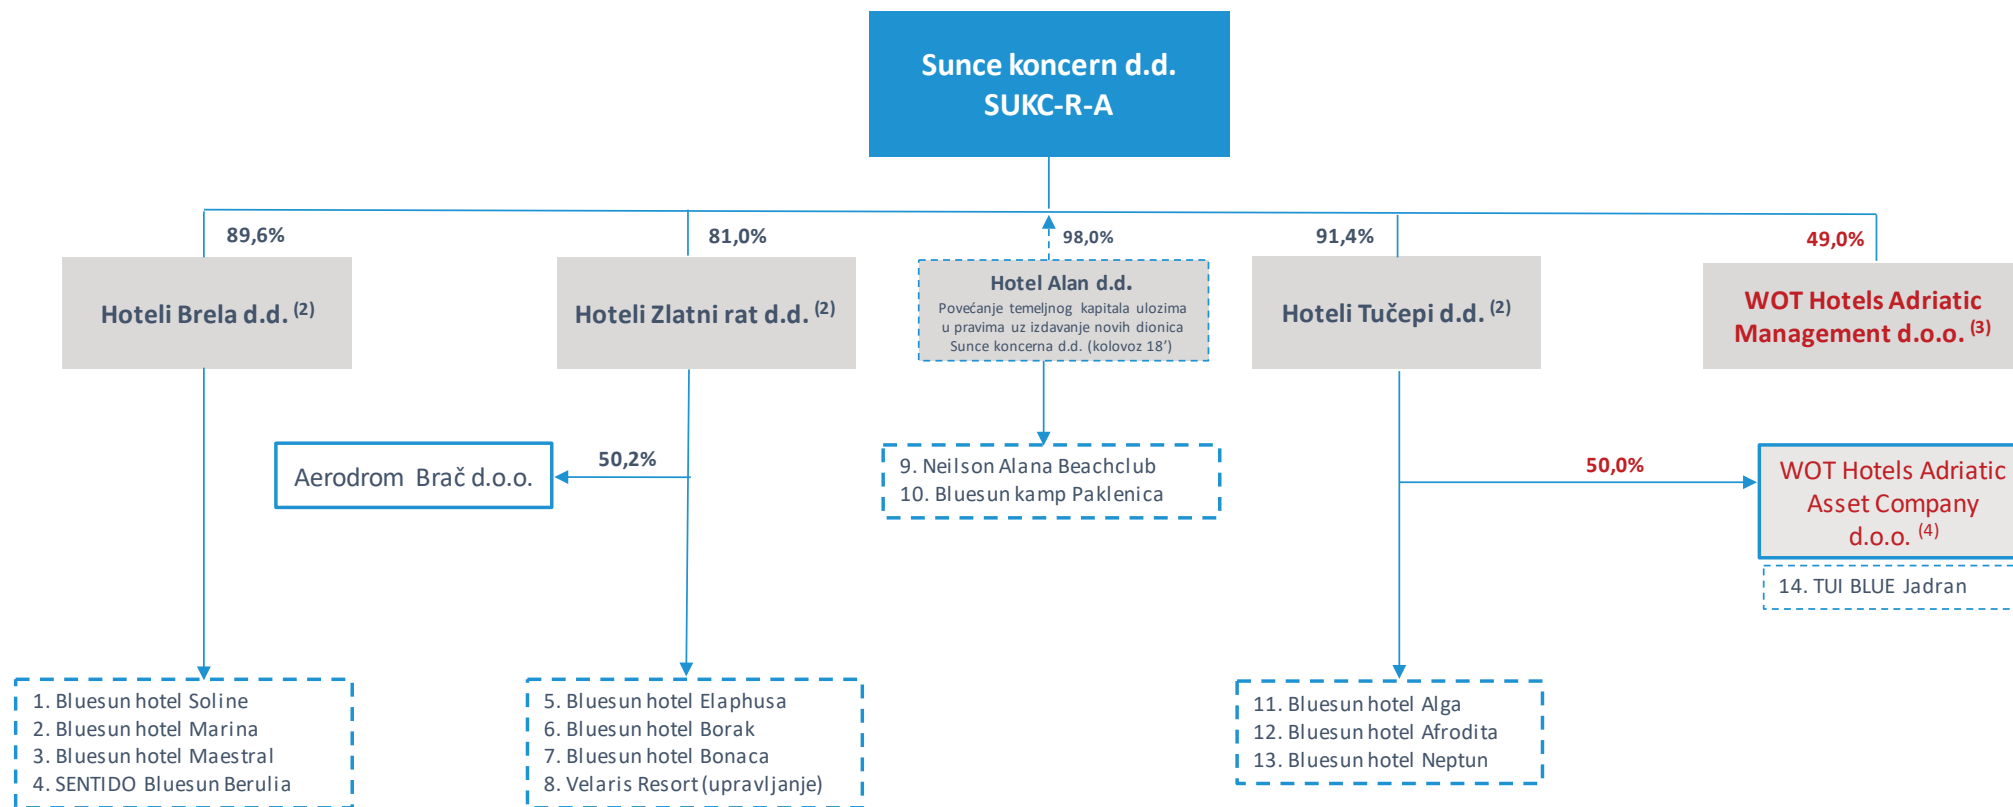 Sunce koncern d.d.
SUKC-R-A
89,6%
81,0%
98,0%
91,4%
49,0%
Hoteli Brela d.d. (2)
Hoteli Zlatni rat d.d. (2)
Hotel Alan d.d.
Povećanje temeljnog kapitala ulozima
u pravima uz izdavanje novih dionica
Sunce koncerna d.d. (kolovoz 18’)
Hoteli Tučepi d.d. (2)
WOT Hotels Adriatic
Management d.o.o. (3)
Aerodrom Brač d.o.o.
50,2%
9. Neilson Alana Beachclub
10. Bluesun kamp Paklenica
50,0%
WOT Hotels Adriatic
Asset Company
d.o.o. (4)
14. TUI BLUE Jadran
1. Bluesun hotel Soline
2. Bluesun hotel Marina
3. Bluesun hotel Maestral
4. SENTIDO Bluesun Berulia
5. Bluesun hotel Elaphusa
6. Bluesun hotel Borak
7. Bluesun hotel Bonaca
8. Velaris Resort (upravljanje)
11. Bluesun hotel Alga
12. Bluesun hotel Afrodita
13. Bluesun hotel Neptun